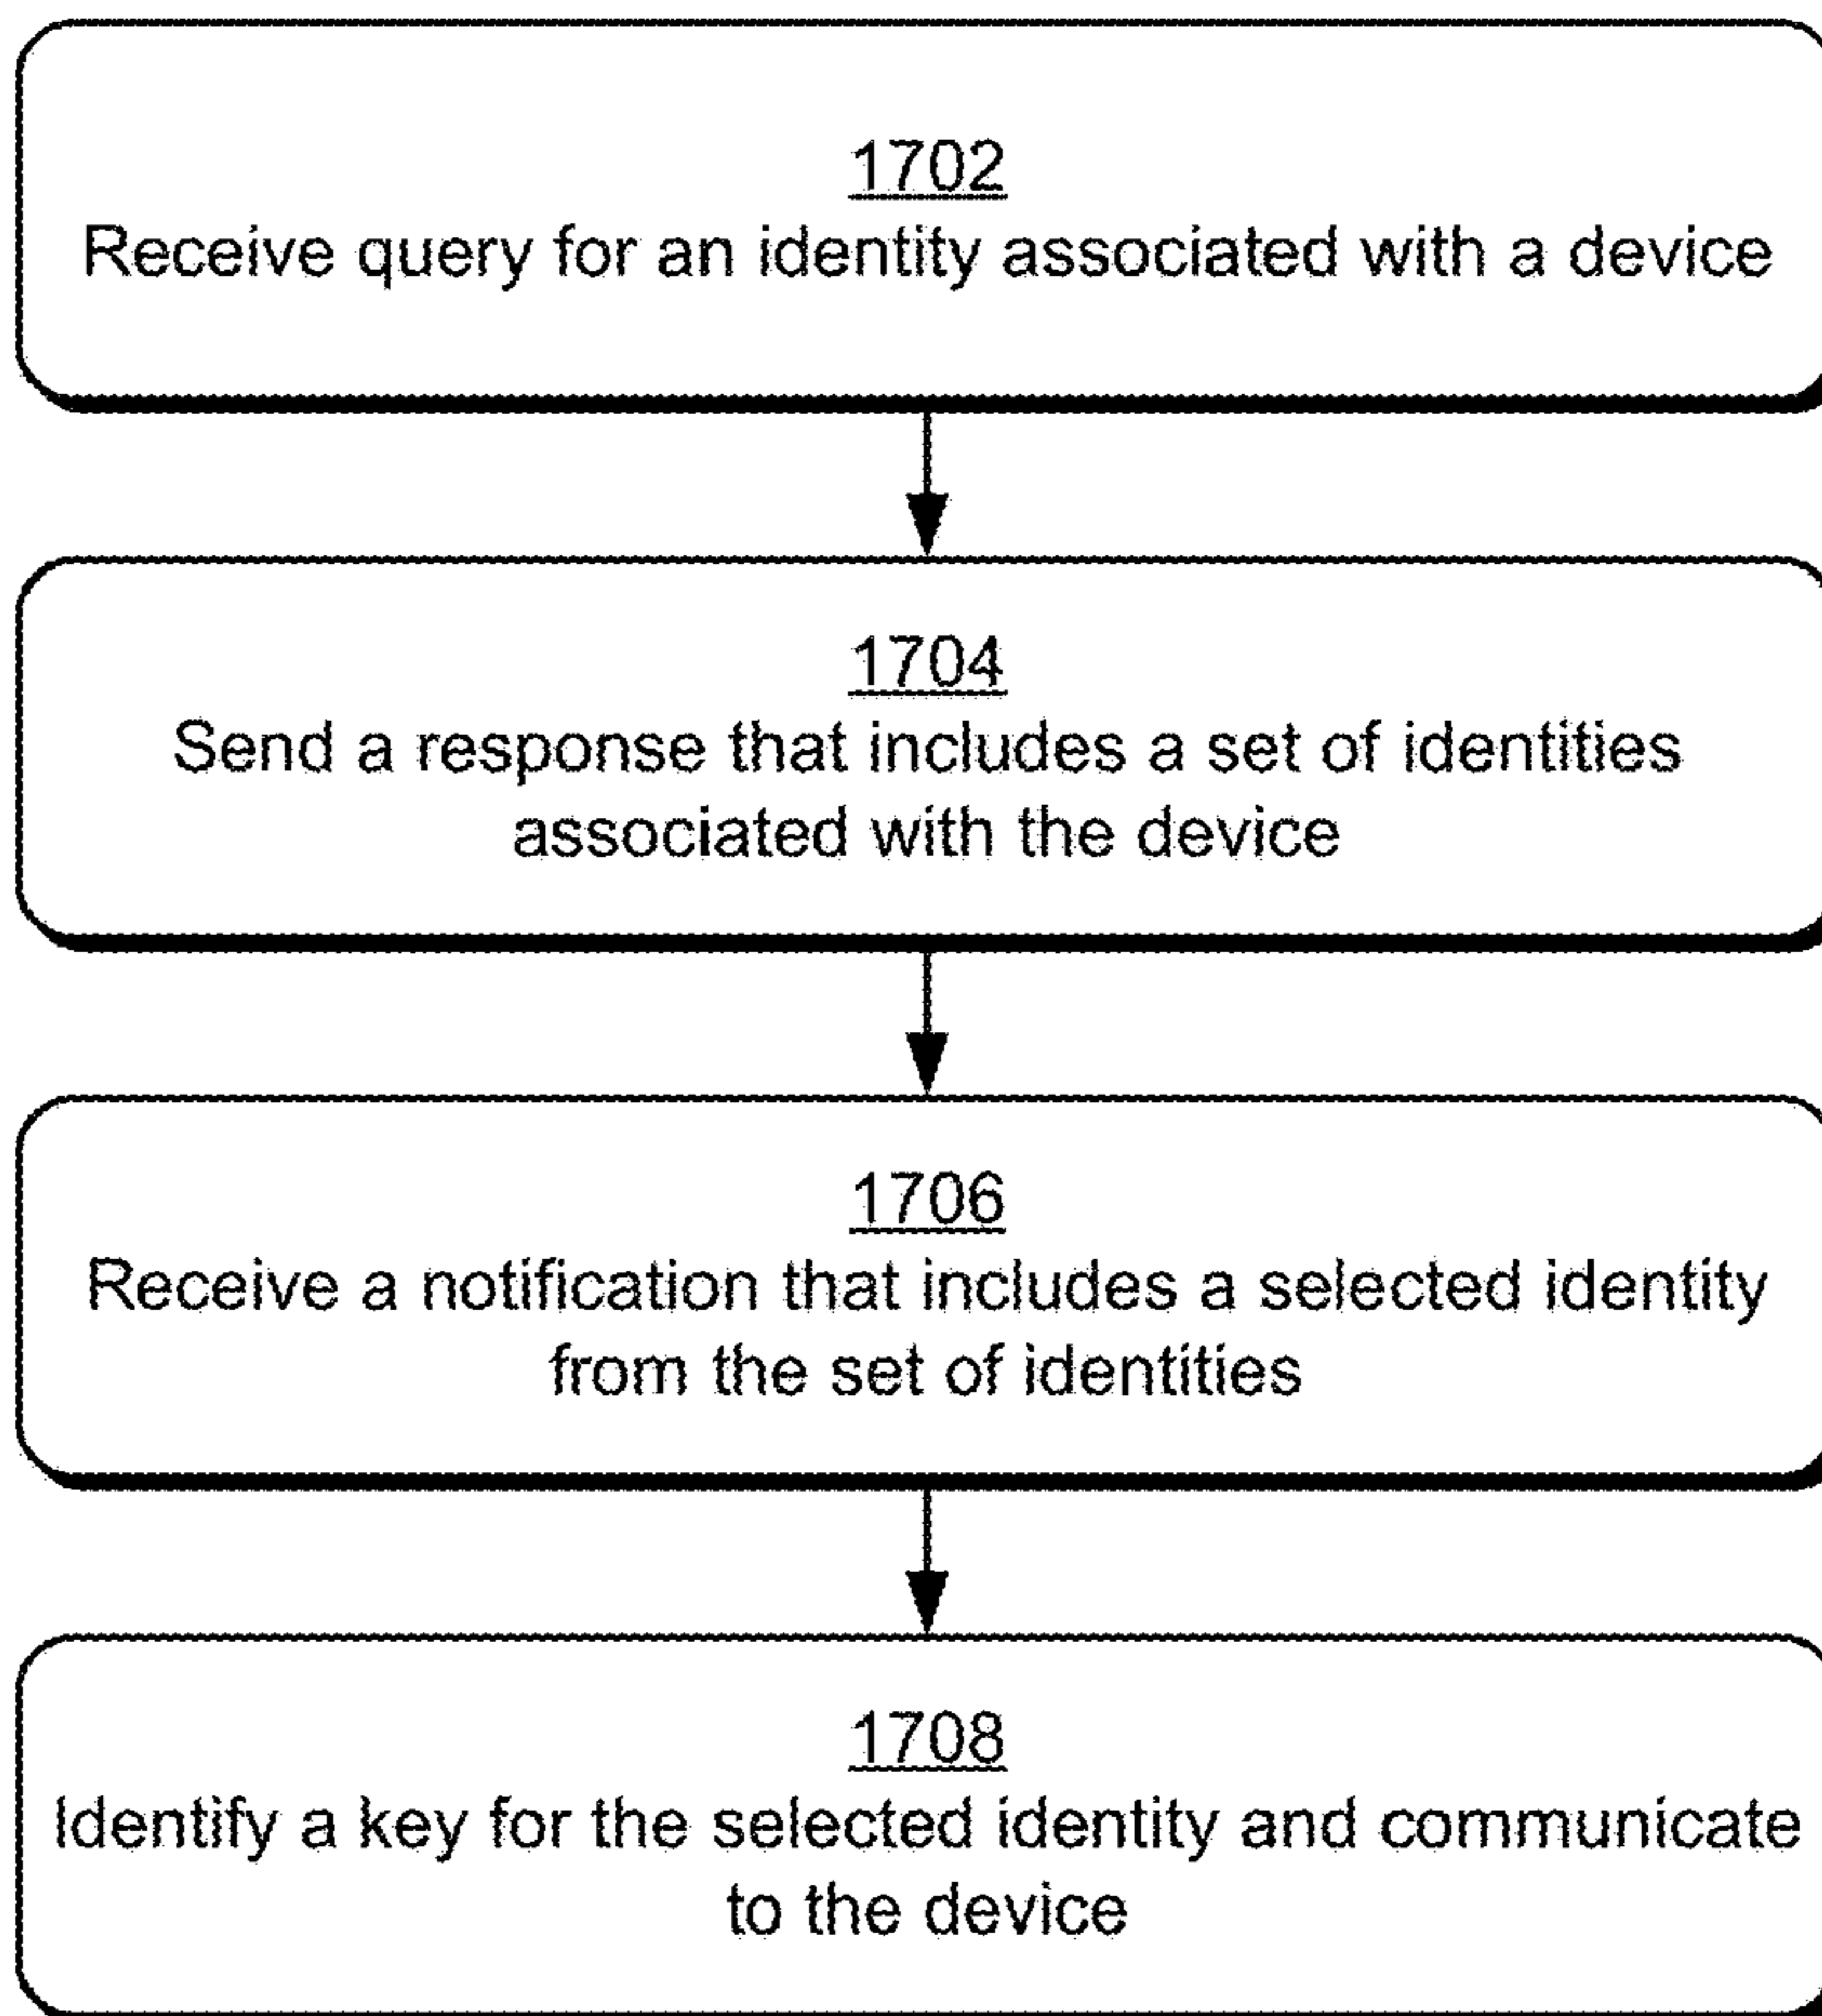 1702
Receive query for an identity associated with a device
1704
Send a response that includes a set of identities
associated with the device
1706
Receive a notification that includes a selected identity
from the set of identities
1708
Identify a key for the selected identity and communicate
to the device